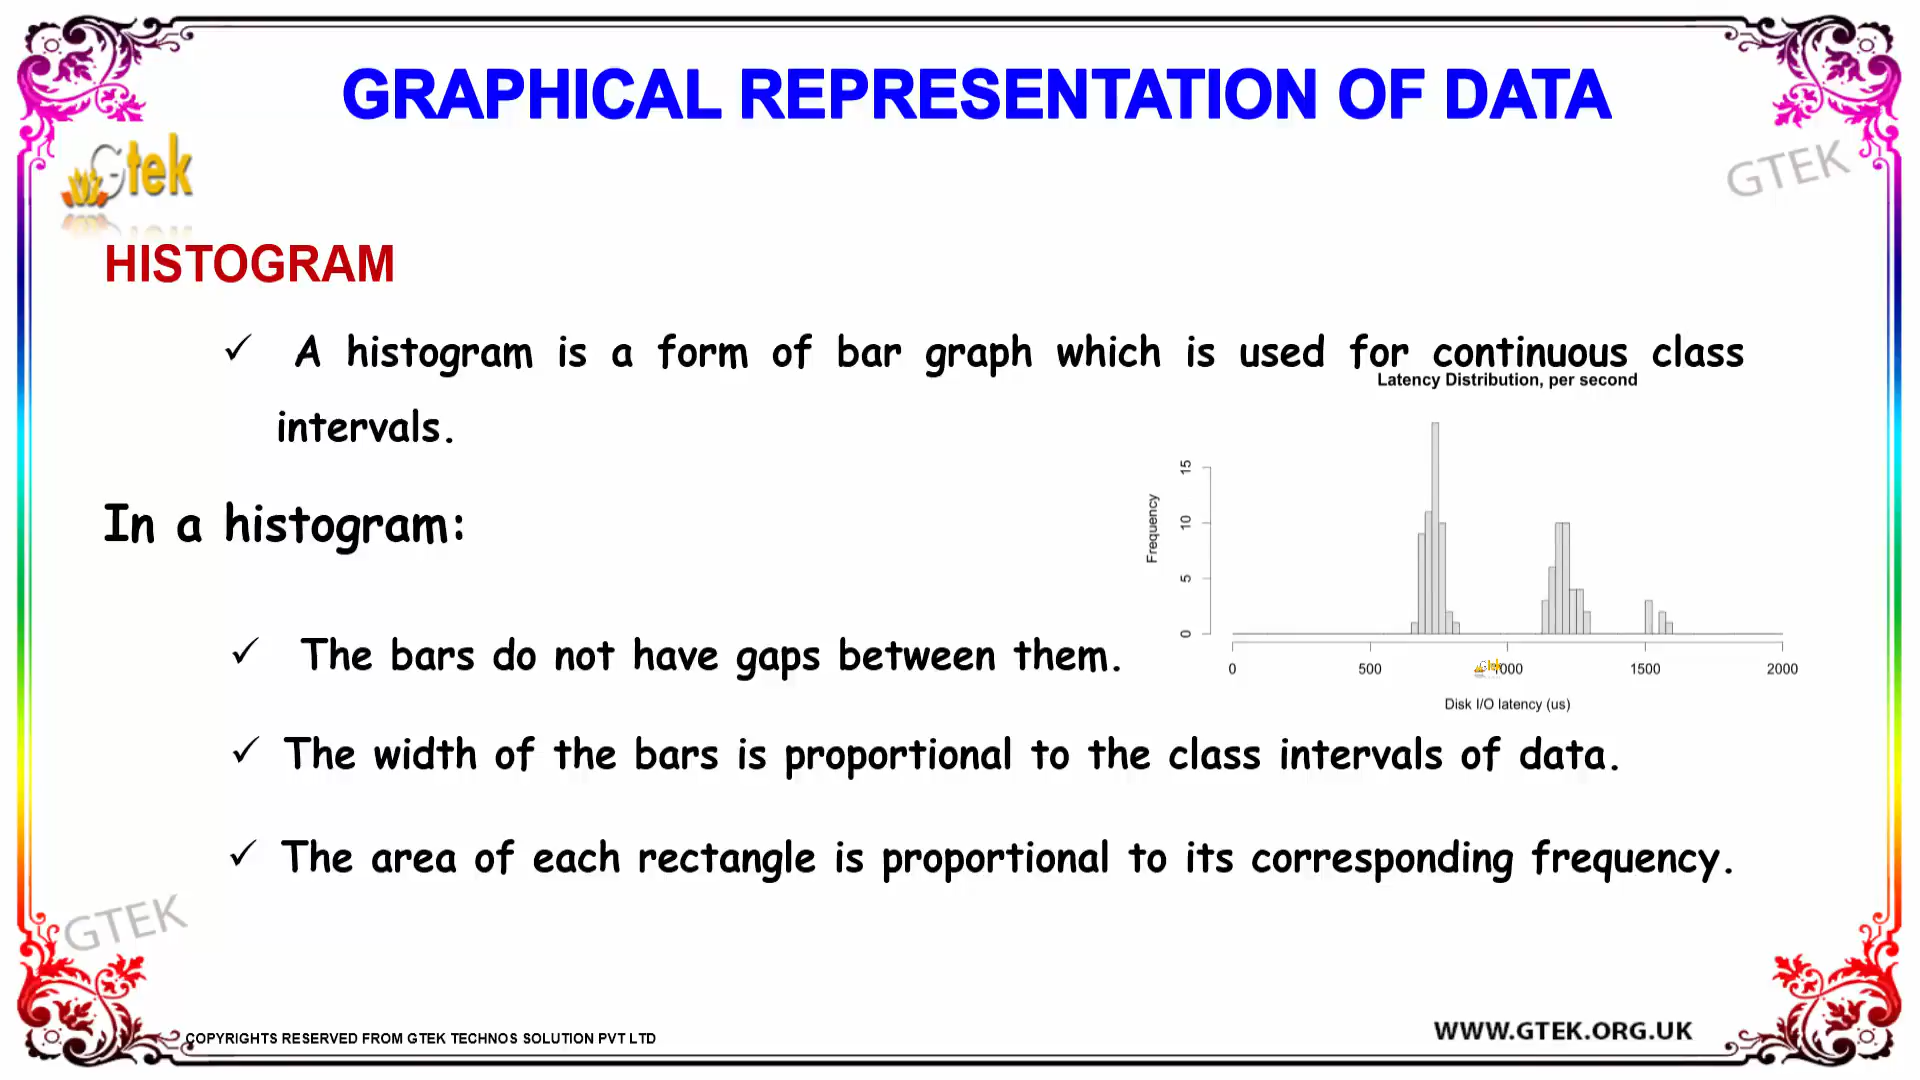 GRAPHICAL REPRESENTATION OF DATA
Gtek
GTEK
HISTOGRAM
✓ A histogram is a form of bar graph which is used for continuous class
intervals.
Latency Distribution, per second
In a histogram:
Frequency
15
10
5
0
0 500 1000 1500 2000
Gtek
Disk I/O latency (us)
✓ The bars do not have gaps between them.
✓ The width of the bars is proportional to the class intervals of data.
✓ The area of each rectangle is proportional to its corresponding frequency.
GTEK
COPYRIGHTS RESERVED FROM GTEK TECHNOS SOLUTION PVT LTD
WWW.GTEK.ORG.UK